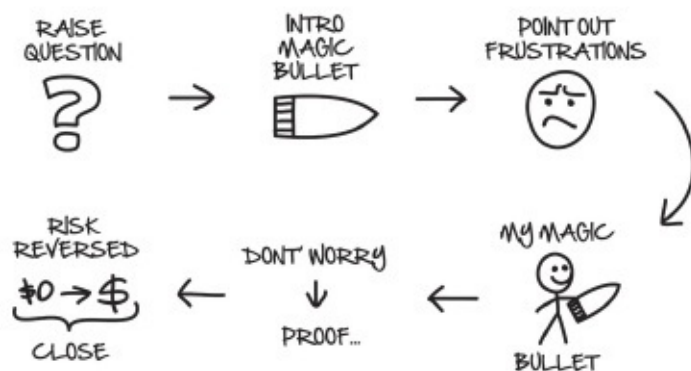 RAISE
QUESTION
?
INTRO
MAGIC
BULLET
POINT OUT
FRUSTRATIONS
MY MAGIC
BULLET
DONT' WORRY
PROOF...
RISK
REVERSED
$0 → $
CLOSE